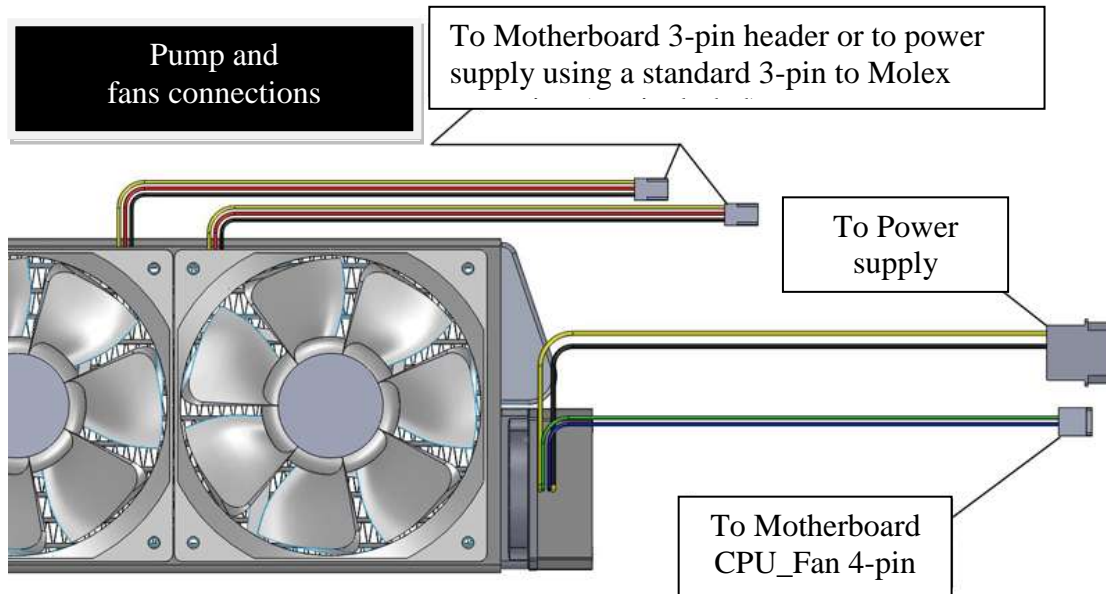 Pump and
fans connections
To Motherboard 3-pin header or to power
supply using a standard 3-pin to Molex
To Power
supply
To Motherboard
CPU_Fan 4-pin